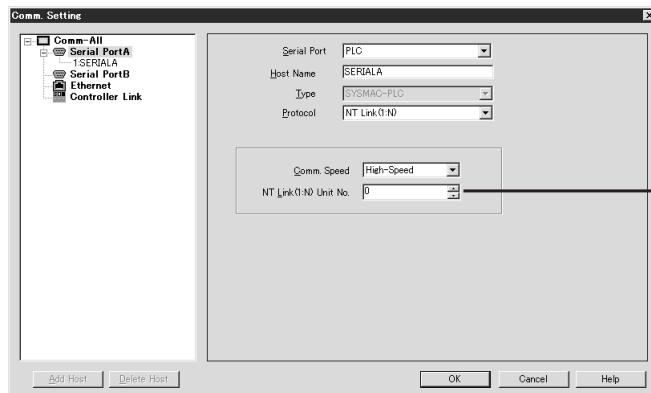 Comm. Setting
Comm-All
Serial PortA
1:SERIALA
Serial PortB
Ethernet
Controller Link
Serial Port PLC
Host Name SERIALA
Type SYSMAC-PLC
Protocol NT Link(1:N)
Comm. Speed High-Speed
NT Link(1:N) Unit No. 0
Add Host Delete Host OK Cancel Help